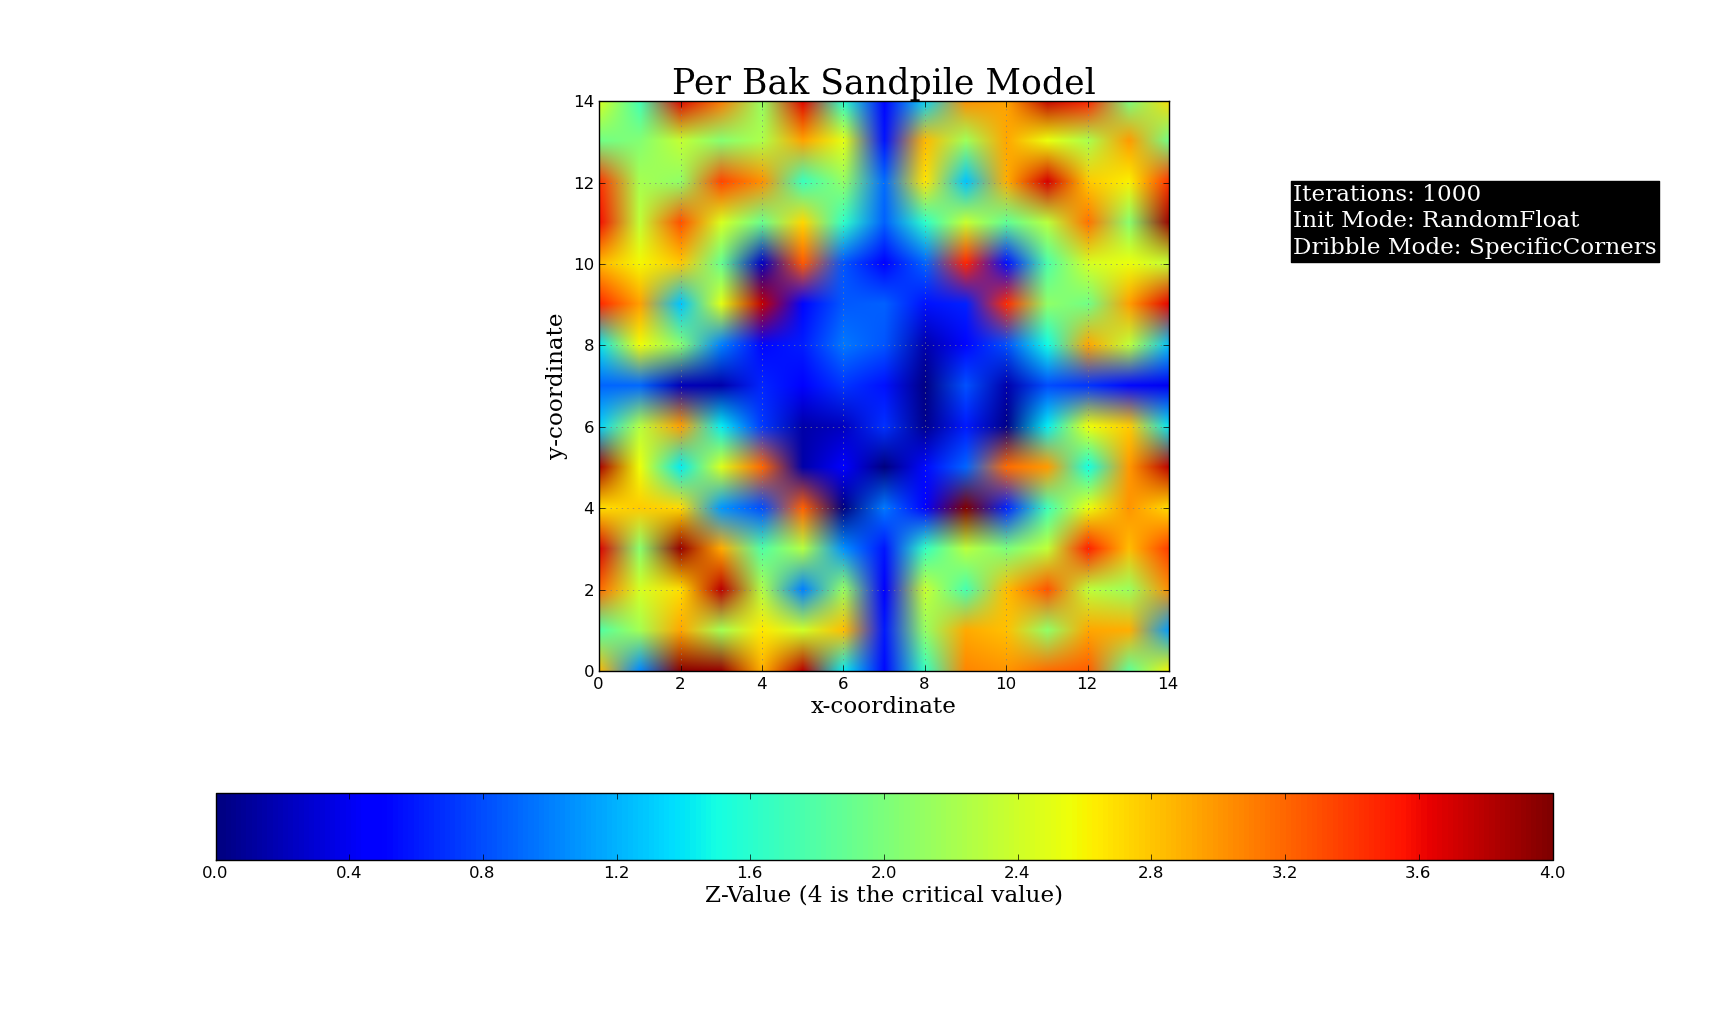 Per Bak Sandpile Model
14
12
10
8
6
4
2
0
y-coordinate
0 2 4 6 8 10 12 14
x-coordinate
Iterations: 1000
Init Mode: RandomFloat
Dribble Mode: SpecificCorners
0.0 0.4 0.8 1.2 1.6 2.0 2.4 2.8 3.2 3.6 4.0
Z-Value (4 is the critical value)